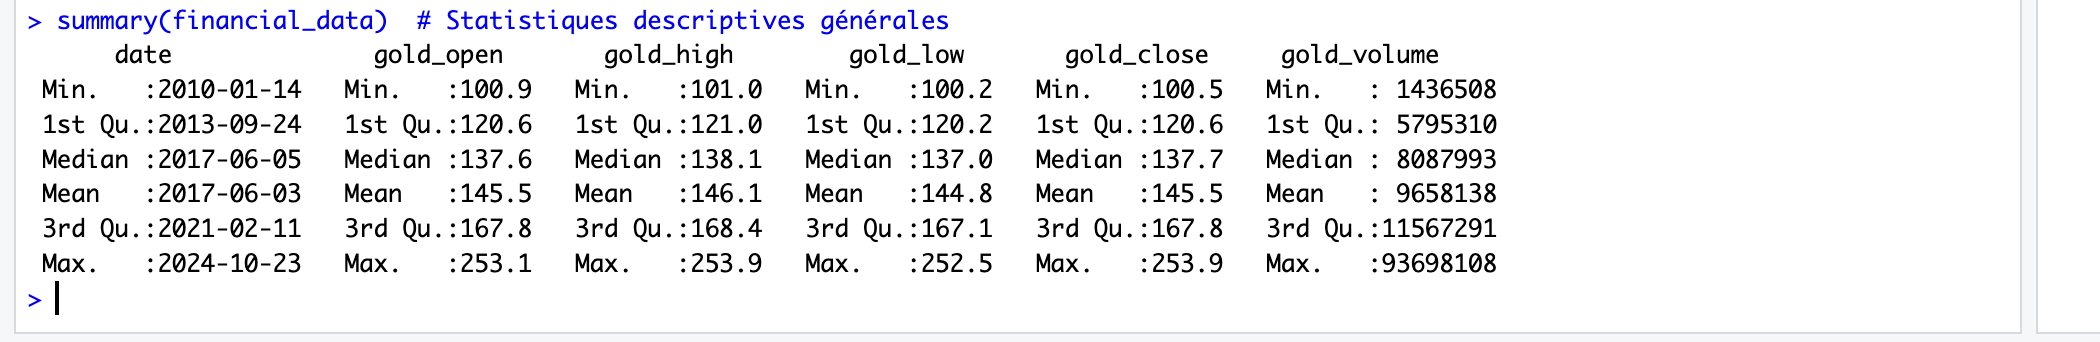 > summary(financial_data)  # Statistiques descriptives générales
      date               gold_open       gold_high        gold_low       gold_close     gold_volume
 Min.   :2010-01-14   Min.   :100.9   Min.   :101.0   Min.   :100.2   Min.   :100.5   Min.   : 1436508
 1st Qu.:2013-09-24   1st Qu.:120.6   1st Qu.:121.0   1st Qu.:120.2   1st Qu.:120.6   1st Qu.: 5795310
 Median :2017-06-05   Median :137.6   Median :138.1   Median :137.0   Median :137.7   Median : 8087993
 Mean   :2017-06-03   Mean   :145.5   Mean   :146.1   Mean   :144.8   Mean   :145.5   Mean   : 9658138
 3rd Qu.:2021-02-11   3rd Qu.:167.8   3rd Qu.:168.4   3rd Qu.:167.1   3rd Qu.:167.8   3rd Qu.:11567291
 Max.   :2024-10-23   Max.   :253.1   Max.   :253.9   Max.   :252.5   Max.   :253.9   Max.   :93698108
>